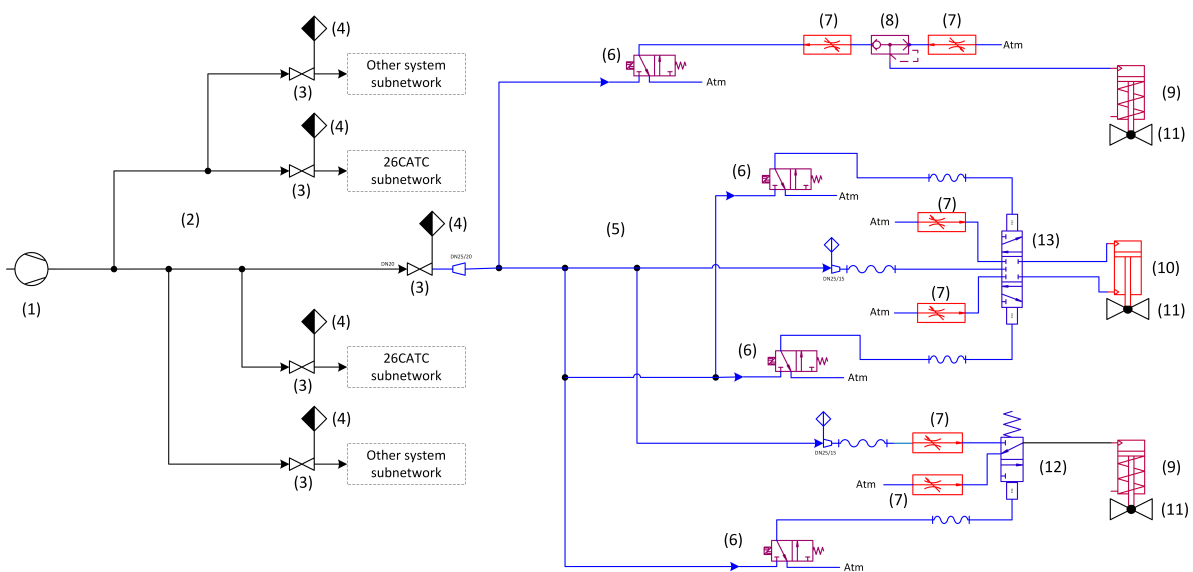 (4)
(7)
(8)
(7)
Atm
(6)
Other system
subnetwork
(3)
Atm
(9)
(11)
(4)
26CATC
subnetwork
(3)
(6)
Atm
(2)
(4)
(5)
(7)
Atm
(13)
DN20
DN25/20
(3)
DN25/15
(10)
(1)
(7)
Atm
(11)
(4)
26CATC
subnetwork
(3)
(6)
Atm
(4)
Other system
subnetwork
(3)
(7)
DN25/15
(12)
(9)
Atm
(7)
(11)
(6)
Atm